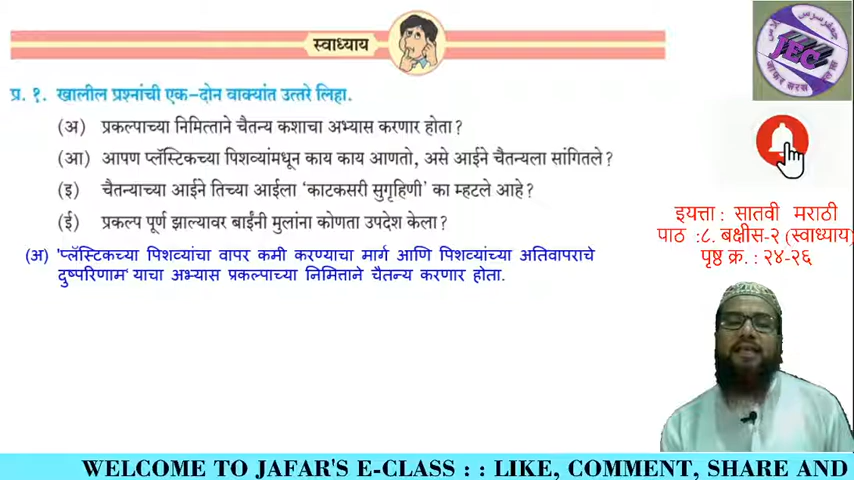 स्वाध्याय
प्र. १. खालील प्रश्नांची एक-दोन वाक्यांत उत्तरे लिहा.
(अ) प्रकल्पाच्या निमित्ताने चैतन्य कशाचा अभ्यास करणार होता?
(आ) आपण प्लॅस्टिकच्या पिशव्यांमधून काय काय आणतो, असे आईने चैतन्यला सांगितले?
(इ) चैतन्याच्या आईने तिच्या आईला ‘काटकसरी सुगृहिणी’ का म्हटले आहे?
(ई) प्रकल्प पूर्ण झाल्यावर बाईंनी मुलांना कोणता उपदेश केला?
(अ) 'प्लॅस्टिकच्या पिशव्यांचा वापर कमी करण्याचा मार्ग आणि पिशव्यांच्या अतिवापराचे
दुष्परिणाम' याचा अभ्यास प्रकल्पाच्या निमित्ताने चैतन्य करणार होता.
JEC
इयत्ता : सातवी मराठी
पाठ :८. बक्षीस-२ (स्वाध्याय)
पृष्ठ क्र. : २४-२६
WELCOME TO JAFAR'S E-CLASS : : LIKE, COMMENT, SHARE AND